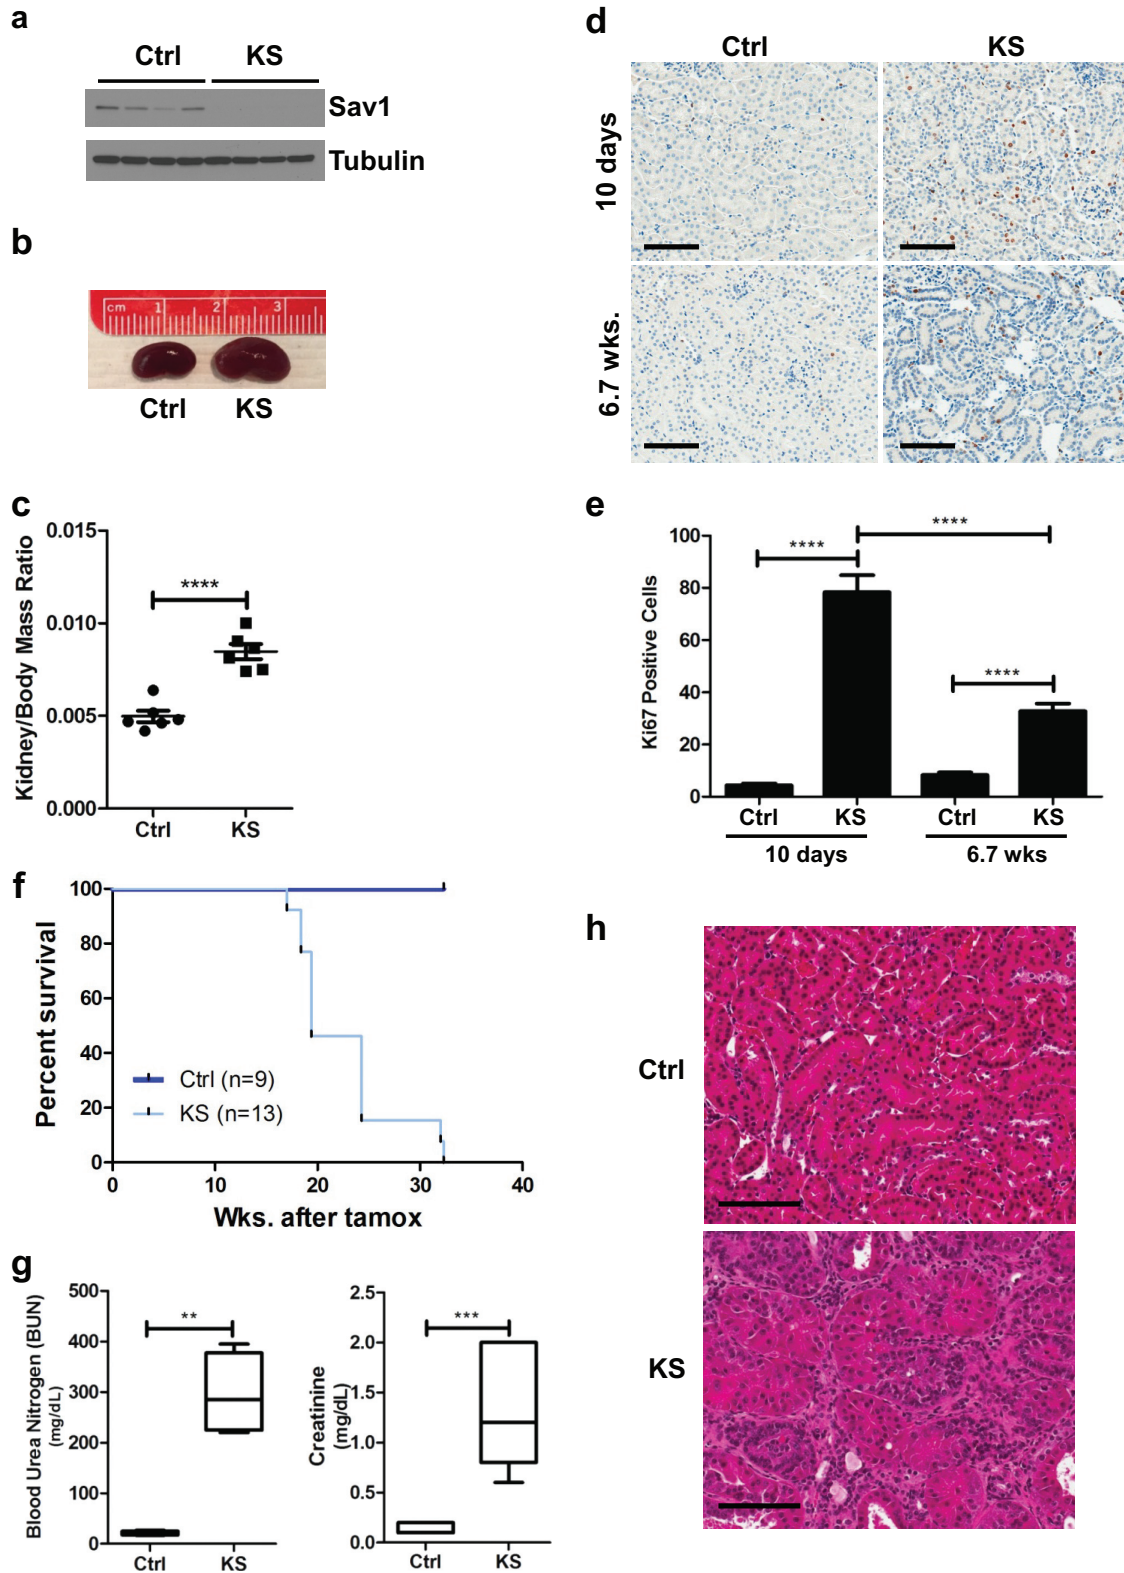 a
Ctrl KS
Sav1
Tubulin
b
cm 1 2 3
Ctrl KS
c
Kidney/Body Mass Ratio
0.015
0.010
0.005
0.000
****
Ctrl KS
d
Ctrl KS
10 days
6.7 wks.
e
Ki67 Positive Cells
100
80
60
40
20
0
****
****
****
Ctrl KS Ctrl KS
10 days 6.7 wks
f
Percent survival
100
80
60
40
20
0
Ctrl (n=9)
KS (n=13)
0 10 20 30 40
Wks. after tamox
g
Blood Urea Nitrogen (BUN)
(mg/dL)
500
400
300
200
100
0
**
Ctrl KS
Creatinine
(mg/dL)
2.5
2.0
1.5
1.0
0.5
0.0
***
Ctrl KS
h
Ctrl
KS